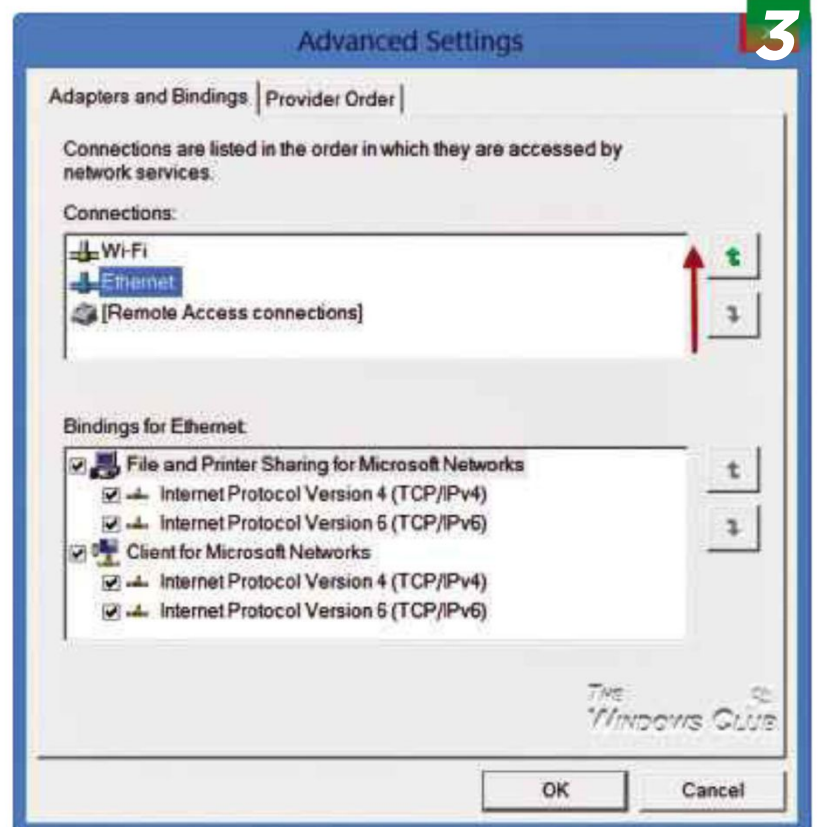 3
Advanced Settings
Adapters and Bindings Provider Order
Connections are listed in the order in which they are accessed by
network services.
Connections:
Wi-Fi
Ethernet
[Remote Access connections]
Bindings for Ethernet:
File and Printer Sharing for Microsoft Networks
Internet Protocol Version 4 (TCP/IPv4)
Internet Protocol Version 6 (TCP/IPv6)
Client for Microsoft Networks
Internet Protocol Version 4 (TCP/IPv4)
Internet Protocol Version 6 (TCP/IPv6)
THE
WINDOWS CLUB
OK Cancel